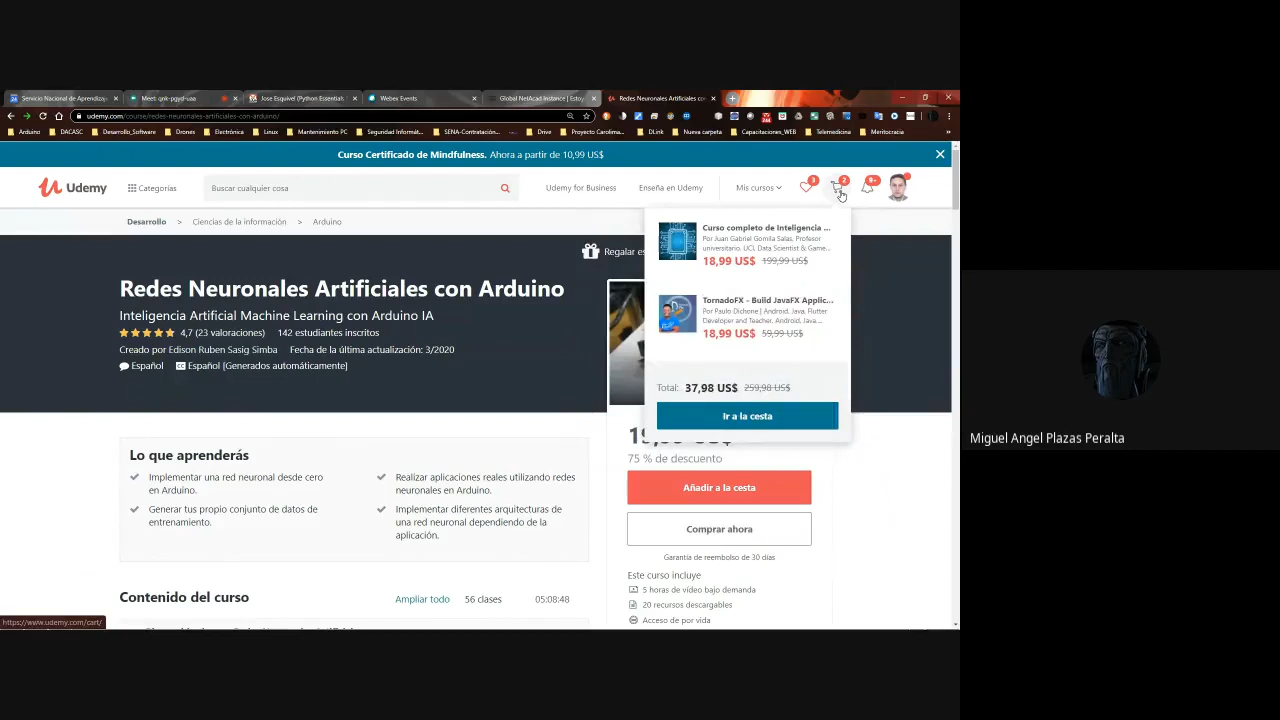 Servicio Nacional de Aprendizaje
Meet: qnk-pgyd-uaa
Jose Esquivel (Python Essentials
Webex Events
Global NetAcad Instance | Estoy
Redes Neuronales Artificiales co
udemy.com/course/redes-neuronales-artificiales-con-arduino/
Arduino
DACASC
Desarrollo_Software
Drones
Electrónica
Linux
Mantenimiento PC
Seguridad Informát...
SENA-Contratación...
Drive
Proyecto Carolima...
DLink
Nueva carpeta
Capacitaciones_WEB
Telemedicina
Meritocracia
Curso Certificado de Mindfulness. Ahora a partir de 10,99 US$
Udemy
Categorías
Buscar cualquier cosa
Udemy for Business
Enseña en Udemy
Mis cursos
3
2
9+
Desarrollo > Ciencias de la información > Arduino
Regalar es
Curso completo de Inteligencia ...
Por Juan Gabriel Gomila Salas, Profesor
universitario, UCI, Data Scientist & Game...
18,99 US$ 199,99 US$
TornadoFX - Build JavaFX Applic...
Por Paulo Dichone | Android, Java, Flutter
Developer and Teacher, Android, Java...
18,99 US$ 59,99 US$
Total: 37,98 US$ 259,98 US$
Ir a la cesta
Redes Neuronales Artificiales con Arduino
Inteligencia Artificial Machine Learning con Arduino IA
4,7 (23 valoraciones) 142 estudiantes inscritos
Creado por Edison Ruben Sasig Simba Fecha de la última actualización: 3/2020
Español Español [Generados automáticamente]
75 % de descuento
Añadir a la cesta
Comprar ahora
Garantía de reembolso de 30 días
Este curso incluye
5 horas de vídeo bajo demanda
20 recursos descargables
Acceso de por vida
Lo que aprenderás
Implementar una red neuronal desde cero
en Arduino.
Generar tus propio conjunto de datos de
entrenamiento.
Realizar aplicaciones reales utilizando redes
neuronales en Arduino.
Implementar diferentes arquitecturas de
una red neuronal dependiendo de la
aplicación.
Contenido del curso
Ampliar todo 56 clases 05:08:48
https://www.udemy.com/cart/
Miguel Angel Plazas Peralta